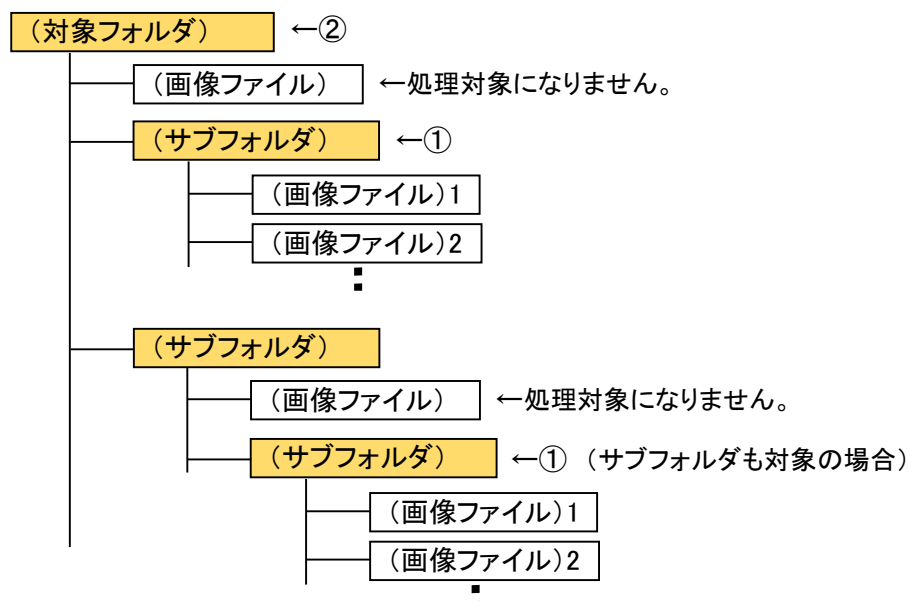 （対象フォルダ） ←②
（画像ファイル） ←処理対象になりません。
（サブフォルダ） ←①
（画像ファイル）1
（画像ファイル）2
（サブフォルダ）
（画像ファイル） ←処理対象になりません。
（サブフォルダ） ←① （サブフォルダも対象の場合）
（画像ファイル）1
（画像ファイル）2